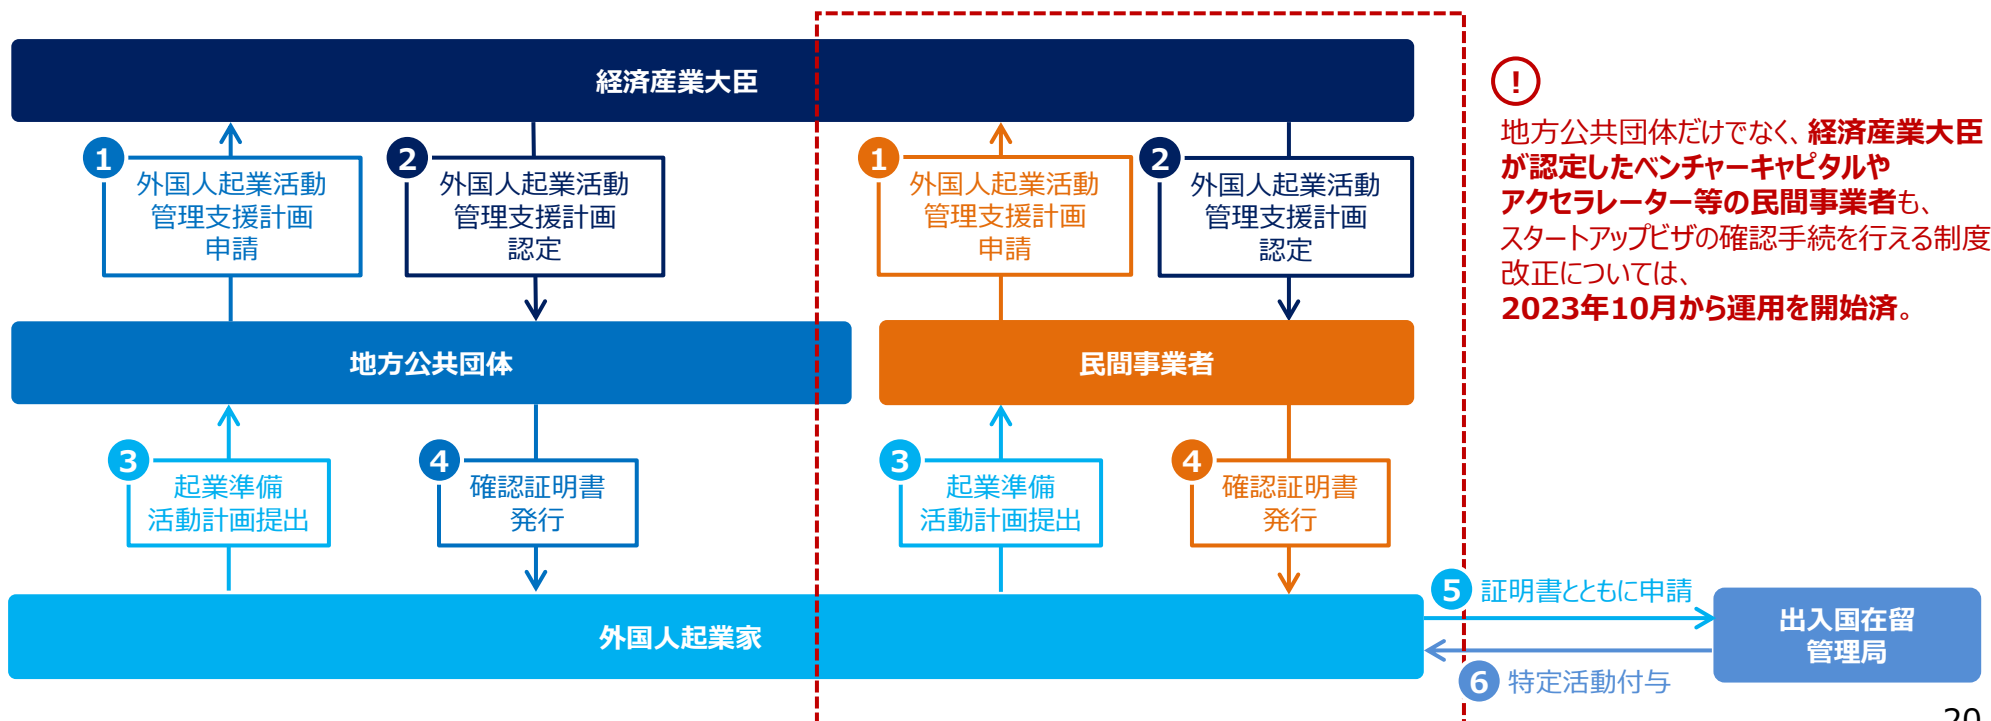 経済産業大臣
1
外国人起業活動
管理支援計画
申請
2
外国人起業活動
管理支援計画
認定
1
外国人起業活動
管理支援計画
申請
2
外国人起業活動
管理支援計画
認定
!
地方公共団体だけでなく、経済産業大臣
が認定したベンチャーキャピタルや
アクセラレーター等の民間事業者も、
スタートアップビザの確認手続を行える制度
改正については、
2023年10月から運用を開始済。
地方公共団体
民間事業者
3
起業準備
活動計画提出
4
確認証明書
発行
3
起業準備
活動計画提出
4
確認証明書
発行
外国人起業家
5 証明書とともに申請
6 特定活動付与
出入国在留
管理局
20